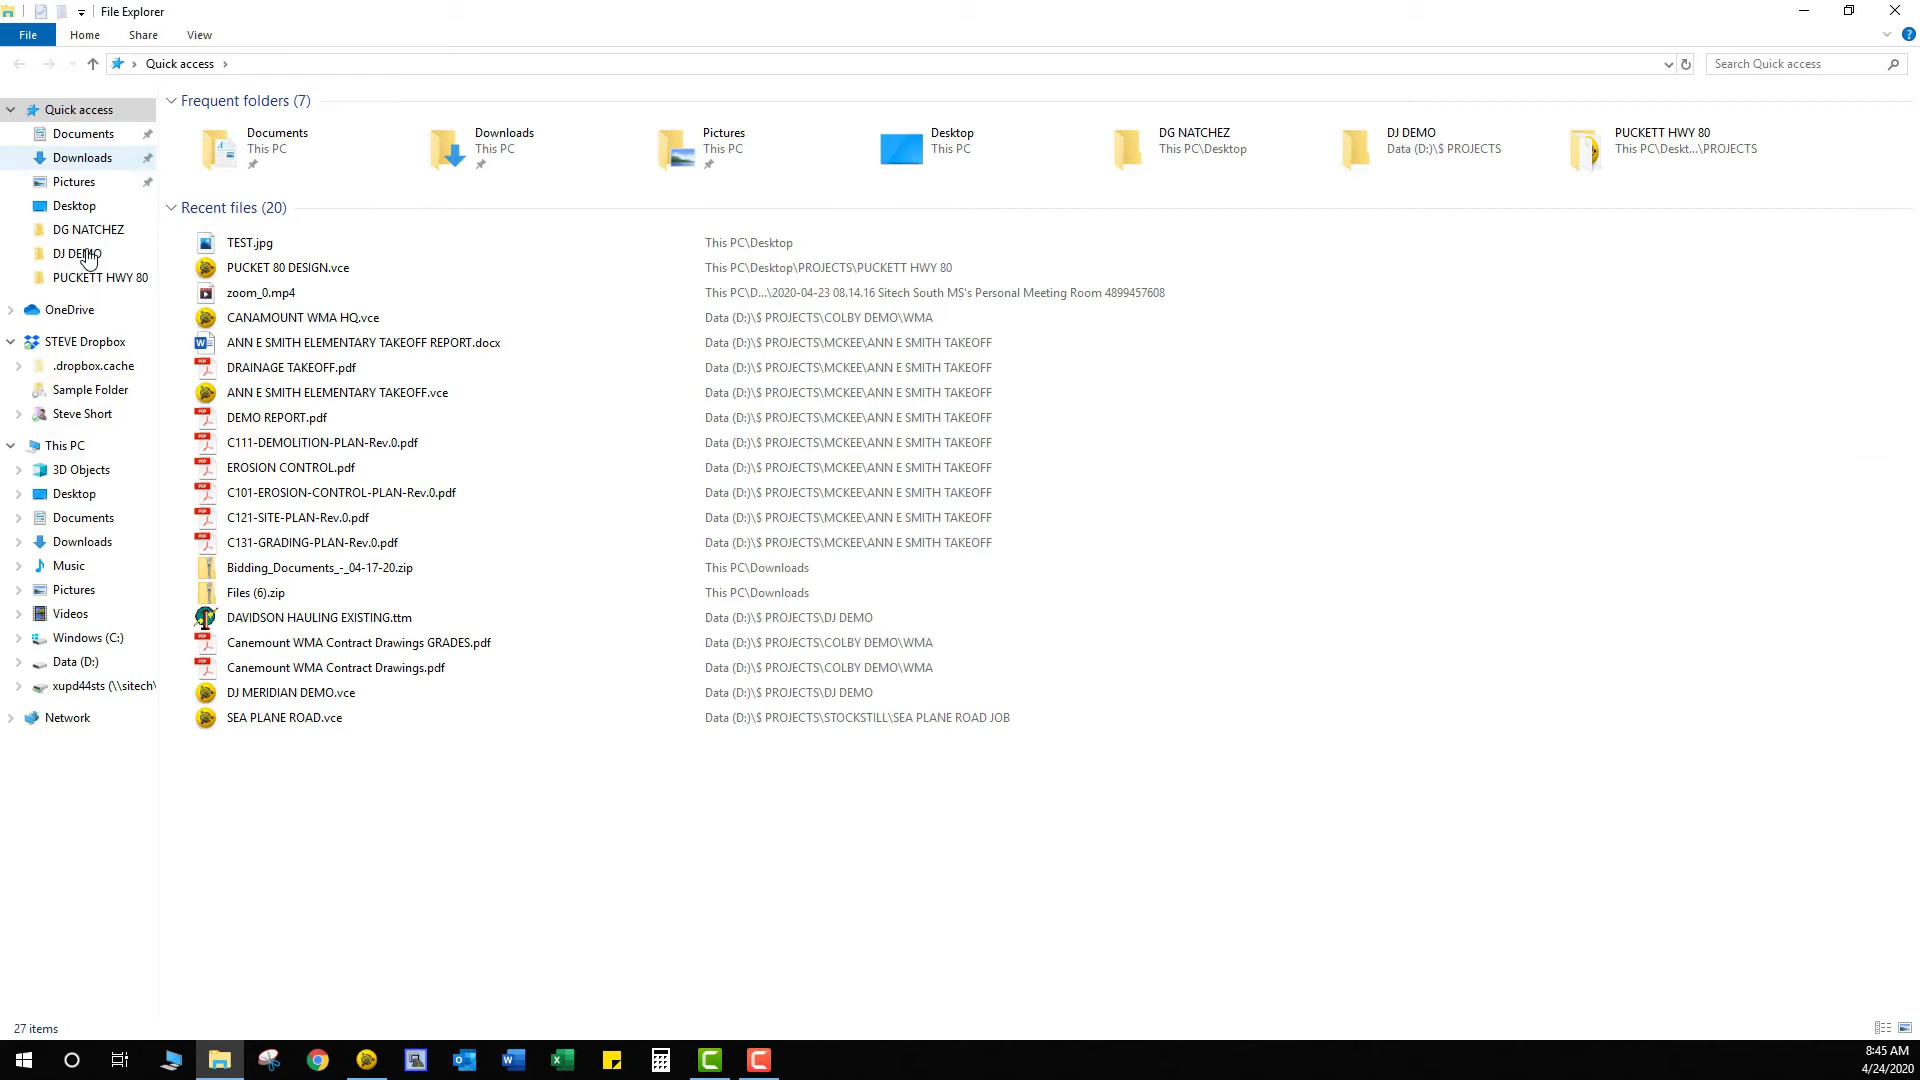 File Explorer
File Home Share View
Quick access
Search Quick access
Quick access
Documents
Downloads
Pictures
Desktop
DG NATCHEZ
DJ DEMO
PUCKETT HWY 80
OneDrive
STEVE Dropbox
.dropbox.cache
Sample Folder
Steve Short
This PC
3D Objects
Desktop
Documents
Downloads
Music
Pictures
Videos
Windows (C:)
Data (D:)
xupd44sts (\\sitech\
Network
Frequent folders (7)
Documents
This PC
Downloads
This PC
Pictures
This PC
Desktop
This PC
DG NATCHEZ
This PC\Desktop
DJ DEMO
Data (D:)\$ PROJECTS
PUCKETT HWY 80
This PC\Deskt...\PROJECTS
Recent files (20)
TEST.jpg This PC\Desktop
PUCKET 80 DESIGN.vce This PC\Desktop\PROJECTS\PUCKETT HWY 80
zoom_0.mp4 This PC\D...\2020-04-23 08.14.16 Sitech South MS's Personal Meeting Room 4899457608
CANAMOUNT WMA HQ.vce Data (D:)\$ PROJECTS\COLBY DEMO\WMA
ANN E SMITH ELEMENTARY TAKEOFF REPORT.docx Data (D:)\$ PROJECTS\MCKEE\ANN E SMITH TAKEOFF
DRAINAGE TAKEOFF.pdf Data (D:)\$ PROJECTS\MCKEE\ANN E SMITH TAKEOFF
ANN E SMITH ELEMENTARY TAKEOFF.vce Data (D:)\$ PROJECTS\MCKEE\ANN E SMITH TAKEOFF
DEMO REPORT.pdf Data (D:)\$ PROJECTS\MCKEE\ANN E SMITH TAKEOFF
C111-DEMOLITION-PLAN-Rev.0.pdf Data (D:)\$ PROJECTS\MCKEE\ANN E SMITH TAKEOFF
EROSION CONTROL.pdf Data (D:)\$ PROJECTS\MCKEE\ANN E SMITH TAKEOFF
C101-EROSION-CONTROL-PLAN-Rev.0.pdf Data (D:)\$ PROJECTS\MCKEE\ANN E SMITH TAKEOFF
C121-SITE-PLAN-Rev.0.pdf Data (D:)\$ PROJECTS\MCKEE\ANN E SMITH TAKEOFF
C131-GRADING-PLAN-Rev.0.pdf Data (D:)\$ PROJECTS\MCKEE\ANN E SMITH TAKEOFF
Bidding_Documents_-_04-17-20.zip This PC\Downloads
Files (6).zip This PC\Downloads
DAVIDSON HAULING EXISTING.ttm Data (D:)\$ PROJECTS\DJ DEMO
Canemount WMA Contract Drawings GRADES.pdf Data (D:)\$ PROJECTS\COLBY DEMO\WMA
Canemount WMA Contract Drawings.pdf Data (D:)\$ PROJECTS\COLBY DEMO\WMA
DJ MERIDIAN DEMO.vce Data (D:)\$ PROJECTS\DJ DEMO
SEA PLANE ROAD.vce Data (D:)\$ PROJECTS\STOCKSTILL\SEA PLANE ROAD JOB
27 items
8:45 AM
4/24/2020